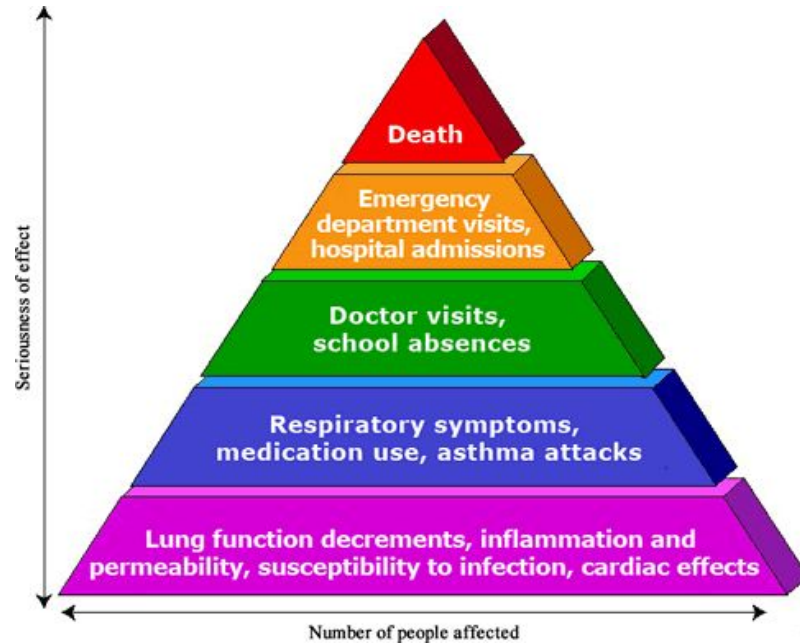 Seriousness of effect
Death
Emergency
department visits,
hospital admissions
Doctor visits,
school absences
Respiratory symptoms,
medication use, asthma attacks
Lung function decrements, inflammation and
permeability, susceptibility to infection, cardiac effects
Number of people affected